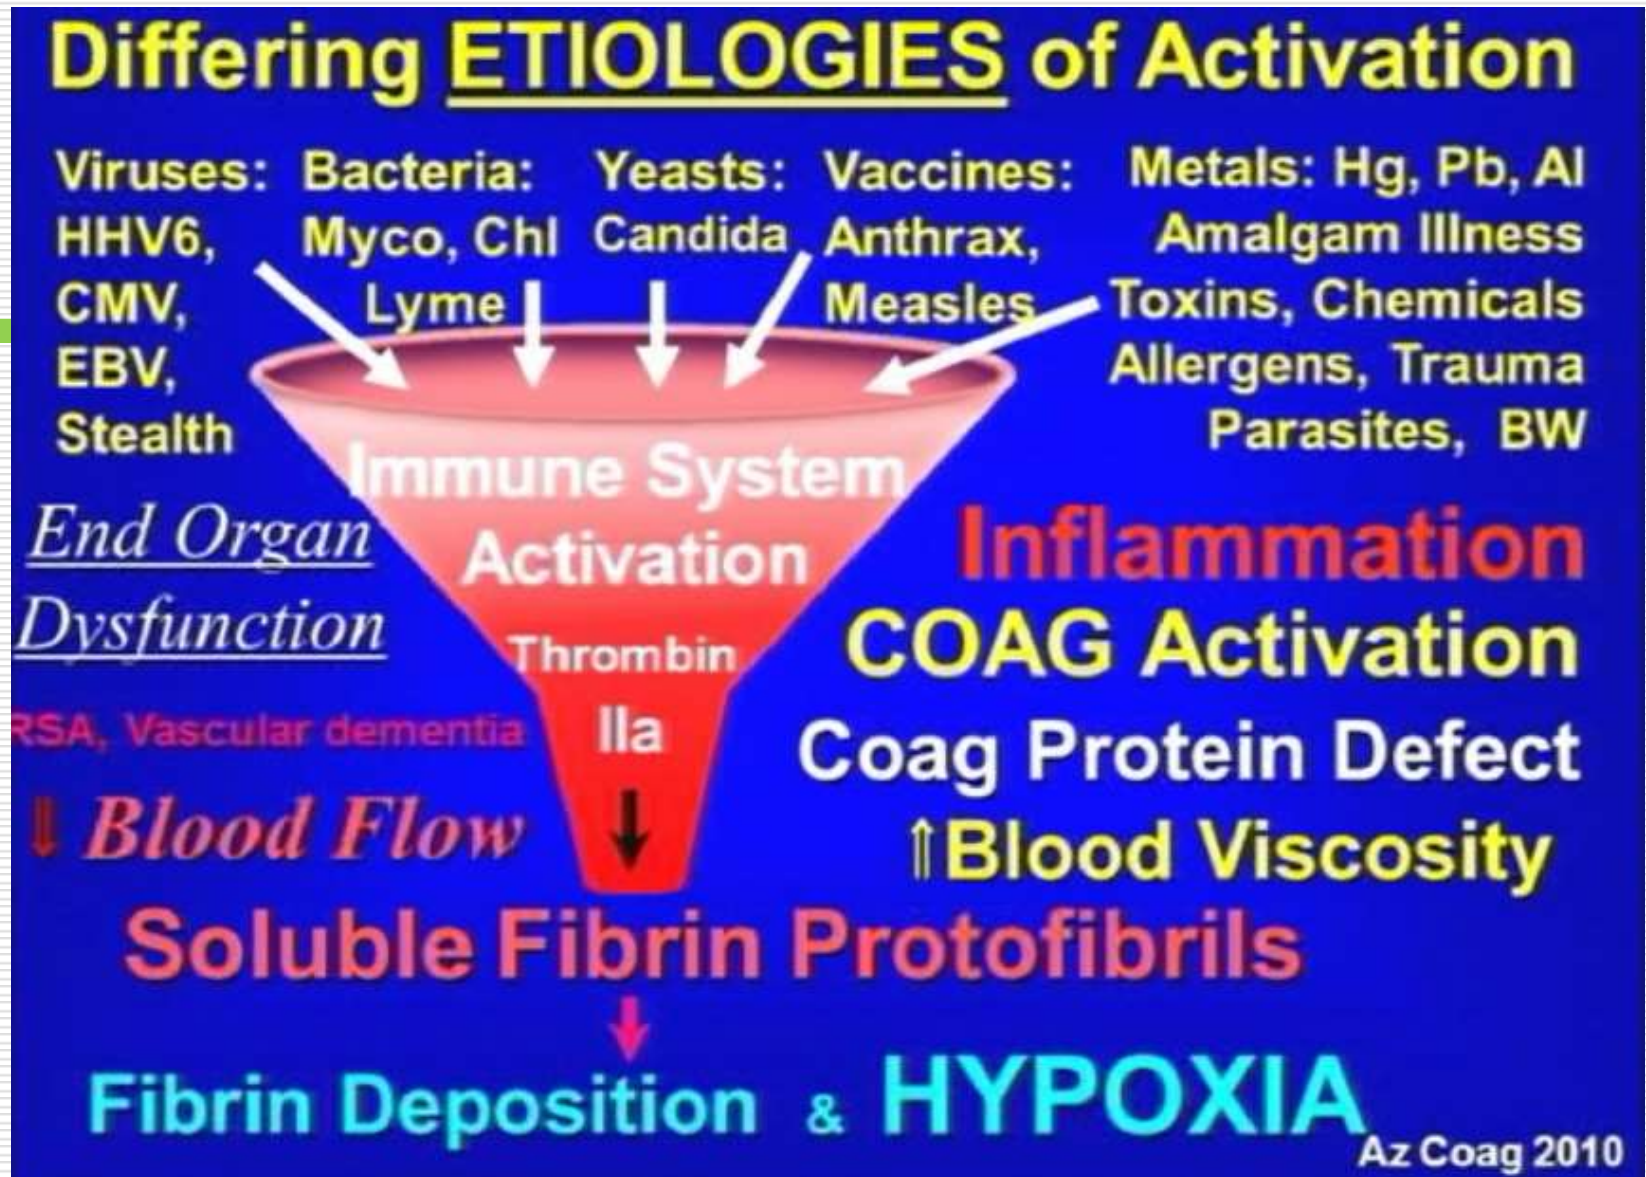 Differing ETIOLOGIES of Activation
Viruses:
HHV6,
CMV,
EBV,
Stealth
Bacteria:
Myco, Chl
Lyme
Yeasts:
Candida
Vaccines:
Anthrax,
Measles
Metals: Hg, Pb, Al
Amalgam Illness
Toxins, Chemicals
Allergens, Trauma
Parasites, BW
Immune System
Activation
Thrombin
IIa
End Organ
Dysfunction
RSA, Vascular dementia
⇓ Blood Flow
Inflammation
COAG Activation
Coag Protein Defect
⇑Blood Viscosity
Soluble Fibrin Protofibrils
Fibrin Deposition & HYPOXIA
Az Coag 2010